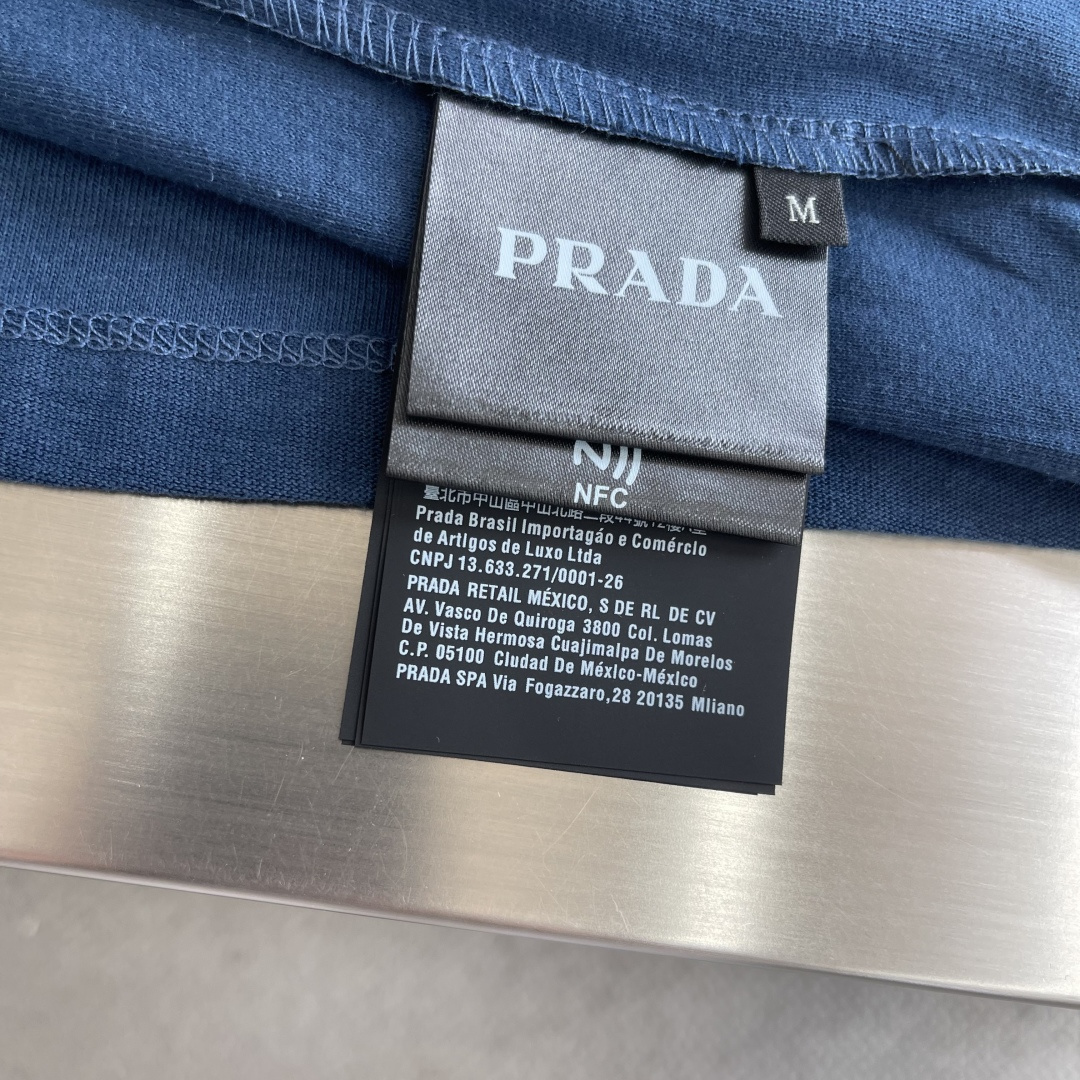 PRADA
M
N
NFC
Prada Brasil Importagáo e Comércio
de Artlgos de Luxo Ltda
CNPJ 13.633.271/0001-26
PRADA RETAIL MÉXICO, S DE RL DE CV
AV. Vasco De Quiroga 3800 Col. Lomas
De Vista Hermosa Cuajimalpa De Morelos
C.P. 05100 Cludad De México-Méxlco
PRADA SPA Via Fogazzaro,28 20135 Mliano